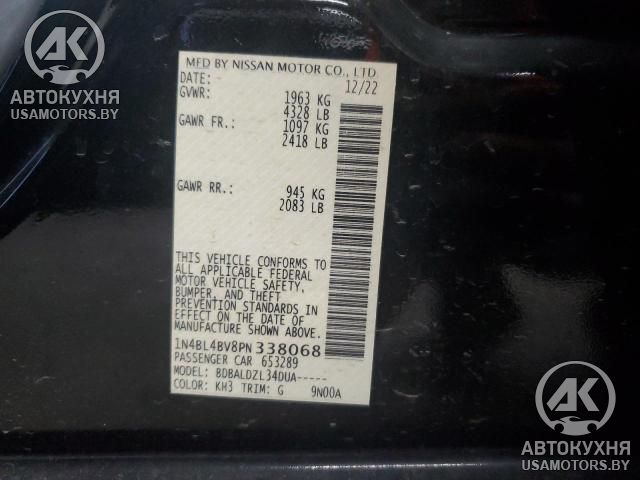 АК
АВТОКУХНЯ
USAMOTORS.BY
MFD BY NISSAN MOTOR CO., LTD.
DATE: 12/22
GVWR: 1963 KG
4328 LB
GAWR FR.: 1097 KG
2418 LB
GAWR RR.: 945 KG
2083 LB
THIS VEHICLE CONFORMS TO
ALL APPLICABLE FEDERAL
MOTOR VEHICLE SAFETY,
BUMPER, AND THEFT
PREVENTION STANDARDS IN
EFFECT ON THE DATE OF
MANUFACTURE SHOWN ABOVE.
1N4BL4BV8PN338068
PASSENGER CAR 653289
MODEL: BDBALDZL34DUA-----
COLOR: KH3 TRIM: G 9N00A
АК
АВТОКУХНЯ
USAMOTORS.BY